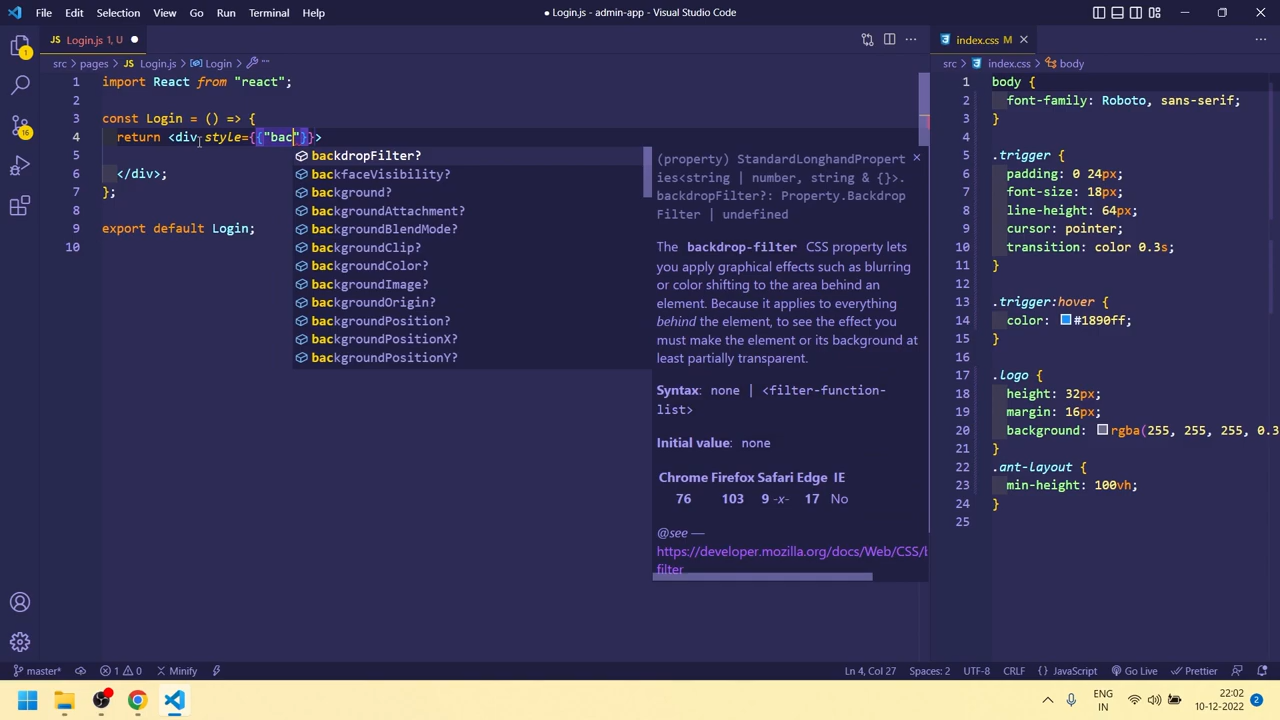 File Edit Selection View Go Run Terminal Help
● Login.js - admin-app - Visual Studio Code
JS Login.js 1, U ●
src > pages > JS Login.js > Login > ""
1 import React from "react";
2
3 const Login = () => {
4 return <div style={{"bac"}}>
5
6 </div>;
7 };
8
9 export default Login;
10
backdropFilter?
backfaceVisibility?
background?
backgroundAttachment?
backgroundBlendMode?
backgroundClip?
backgroundColor?
backgroundImage?
backgroundOrigin?
backgroundPosition?
backgroundPositionX?
backgroundPositionY?
(property) StandardLonghandPropert
ies<string | number, string & {}>.
backdropFilter?: Property.Backdrop
Filter | undefined
The backdrop-filter CSS property lets
you apply graphical effects such as blurring
or color shifting to the area behind an
element. Because it applies to everything
behind the element, to see the effect you
must make the element or its background at
least partially transparent.
Syntax: none | <filter-function-
list>
Initial value: none
Chrome Firefox Safari Edge IE
76 103 9 -x- 17 No
@see —
https://developer.mozilla.org/docs/Web/CSS/b
filter
index.css M
src > index.css > body
1 body {
2 font-family: Roboto, sans-serif;
3 }
4
5 .trigger {
6 padding: 0 24px;
7 font-size: 18px;
8 line-height: 64px;
9 cursor: pointer;
10 transition: color 0.3s;
11 }
12
13 .trigger:hover {
14 color: #1890ff;
15 }
16
17 .logo {
18 height: 32px;
19 margin: 16px;
20 background: rgba(255, 255, 255, 0.3
21 }
22 .ant-layout {
23 min-height: 100vh;
24 }
25
1
16
master* 1 0 Minify
Ln 4, Col 27 Spaces: 2 UTF-8 CRLF { } JavaScript Go Live Prettier
ENG
IN
22:02
10-12-2022
2